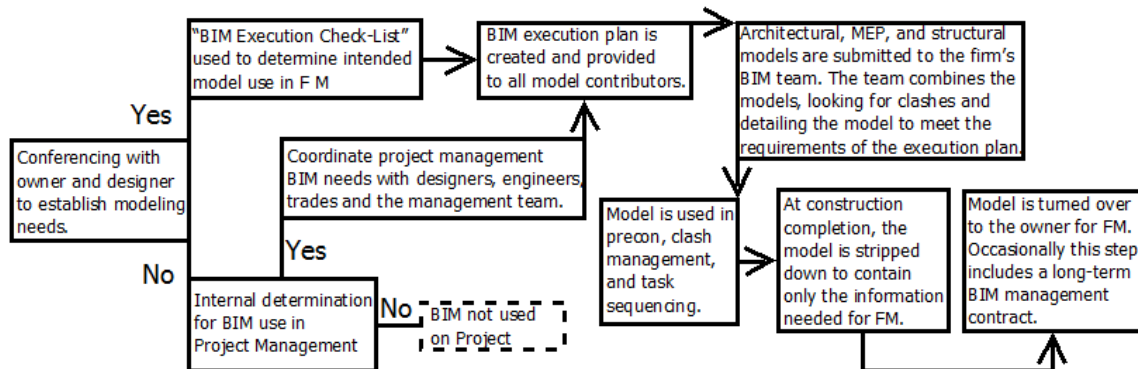 “BIM Execution Check-List”
used to determine intended
model use in F M
BIM execution plan is
created and provided
to all model contributors.
Architectural, MEP, and structural
models are submitted to the firm’s
BIM team. The team combines the
models, looking for clashes and
detailing the model to meet the
requirements of the execution plan.
Yes
Conferencing with
owner and designer
to establish modeling
needs.
Coordinate project management
BIM needs with designers, engineers,
trades and the management team.
No
Yes
Internal determination
for BIM use in
Project Management
No
BIM not used
on Project
Model is used in
precon, clash
management,
and task
sequencing.
At construction
completion, the
model is stripped
down to contain
only the information
needed for FM.
Model is turned over
to the owner for FM.
Occasionally this step
includes a long-term
BIM management
contract.